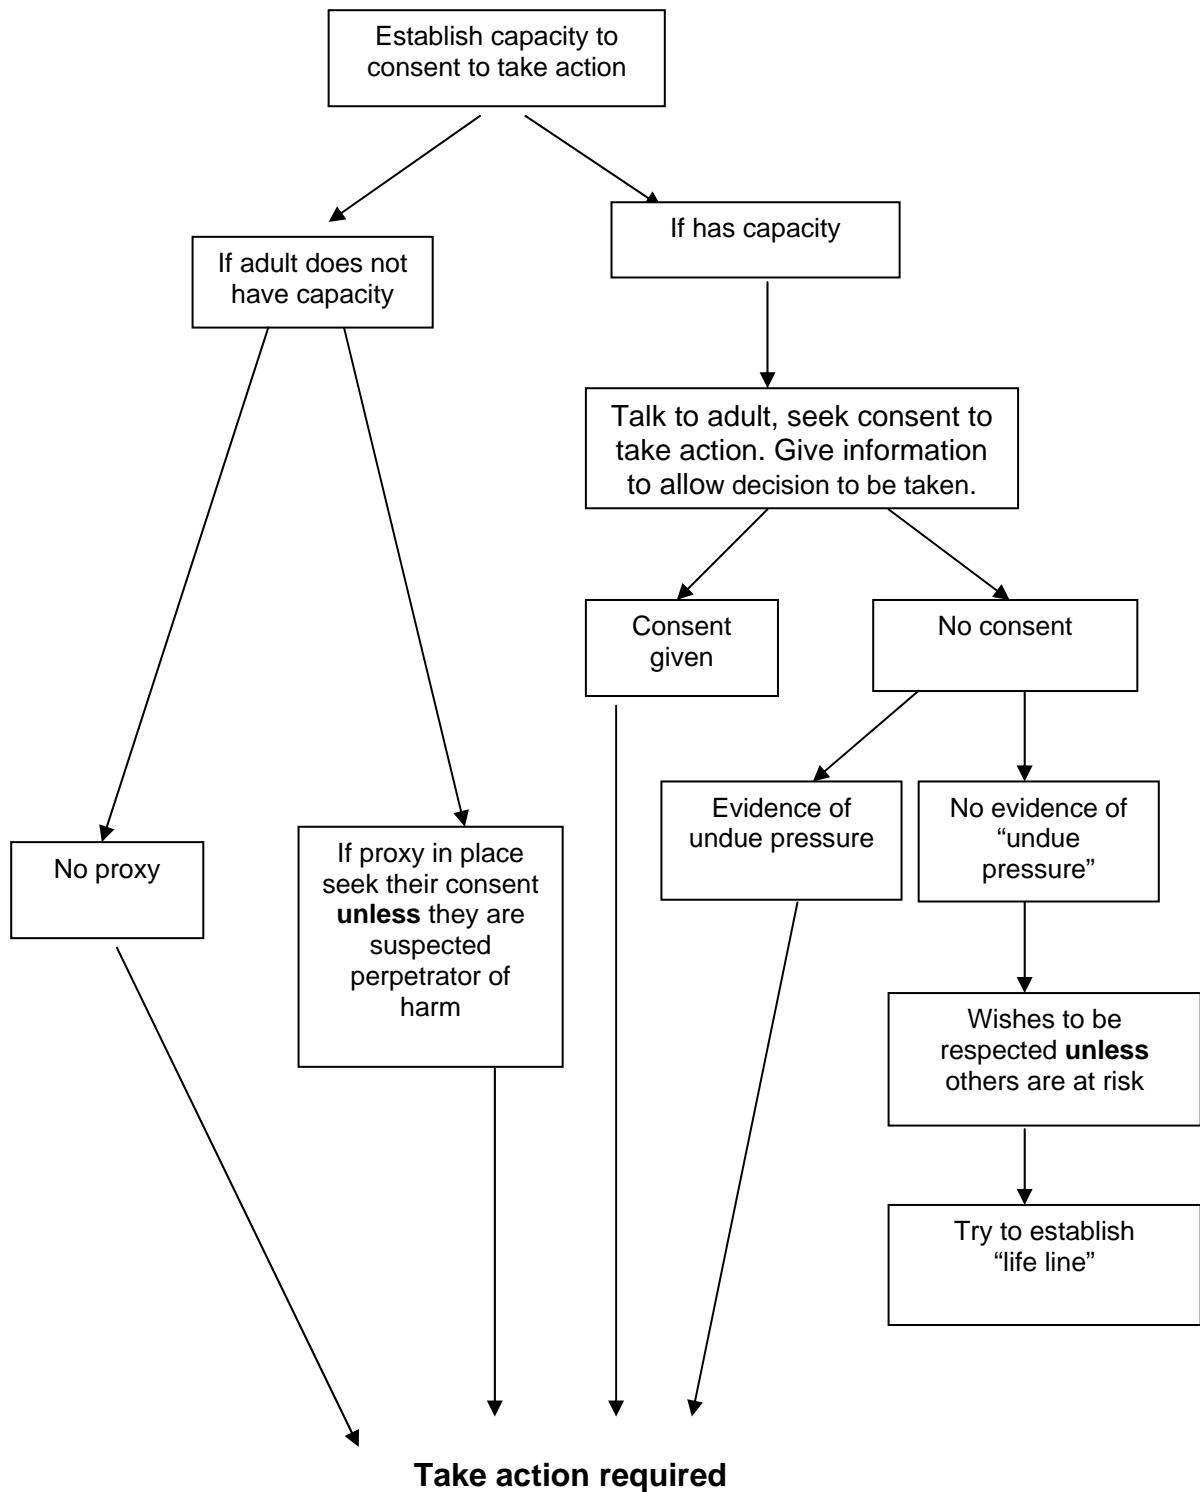 Establish capacity to
consent to take action
If has capacity
If adult does not
have capacity
Talk to adult, seek consent to
take action. Give information
to allow decision to be taken.
Consent
given
No consent
Evidence of
undue pressure
No evidence of
“undue
pressure”
No proxy
If proxy in place
seek their consent
unless they are
suspected
perpetrator of
harm
Wishes to be
respected unless
others are at risk
Try to establish
“life line”
Take action required